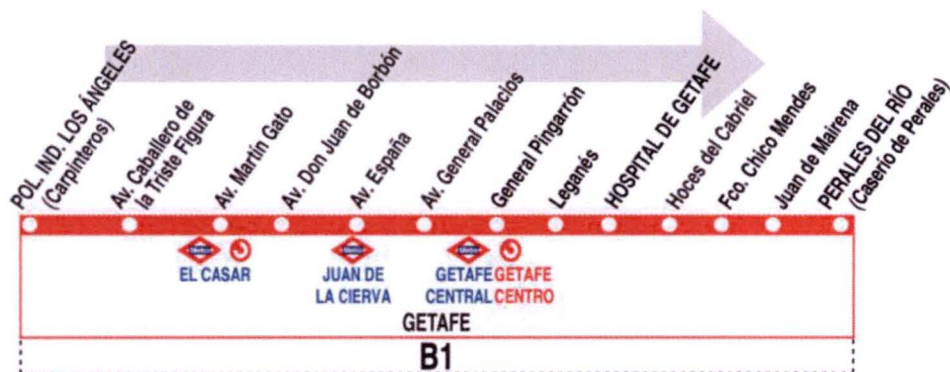 POL. IND. LOS ÁNGELES
(Carpinteros)
Av. Caballero de
la Triste Figura
Av. Martín Gato
Av. Don Juan de Borbón
Av. España
Av. General Palacios
General Pingarrón
Leganés
HOSPITAL DE GETAFE
Hoces del Cabriel
Fco. Chico Mendes
Juan de Mairena
PERALES DEL RÍO
(Caserío de Perales)
EL CASAR
JUAN DE
LA CIERVA
GETAFE
CENTRAL
GETAFE
CENTRO
GETAFE
B1